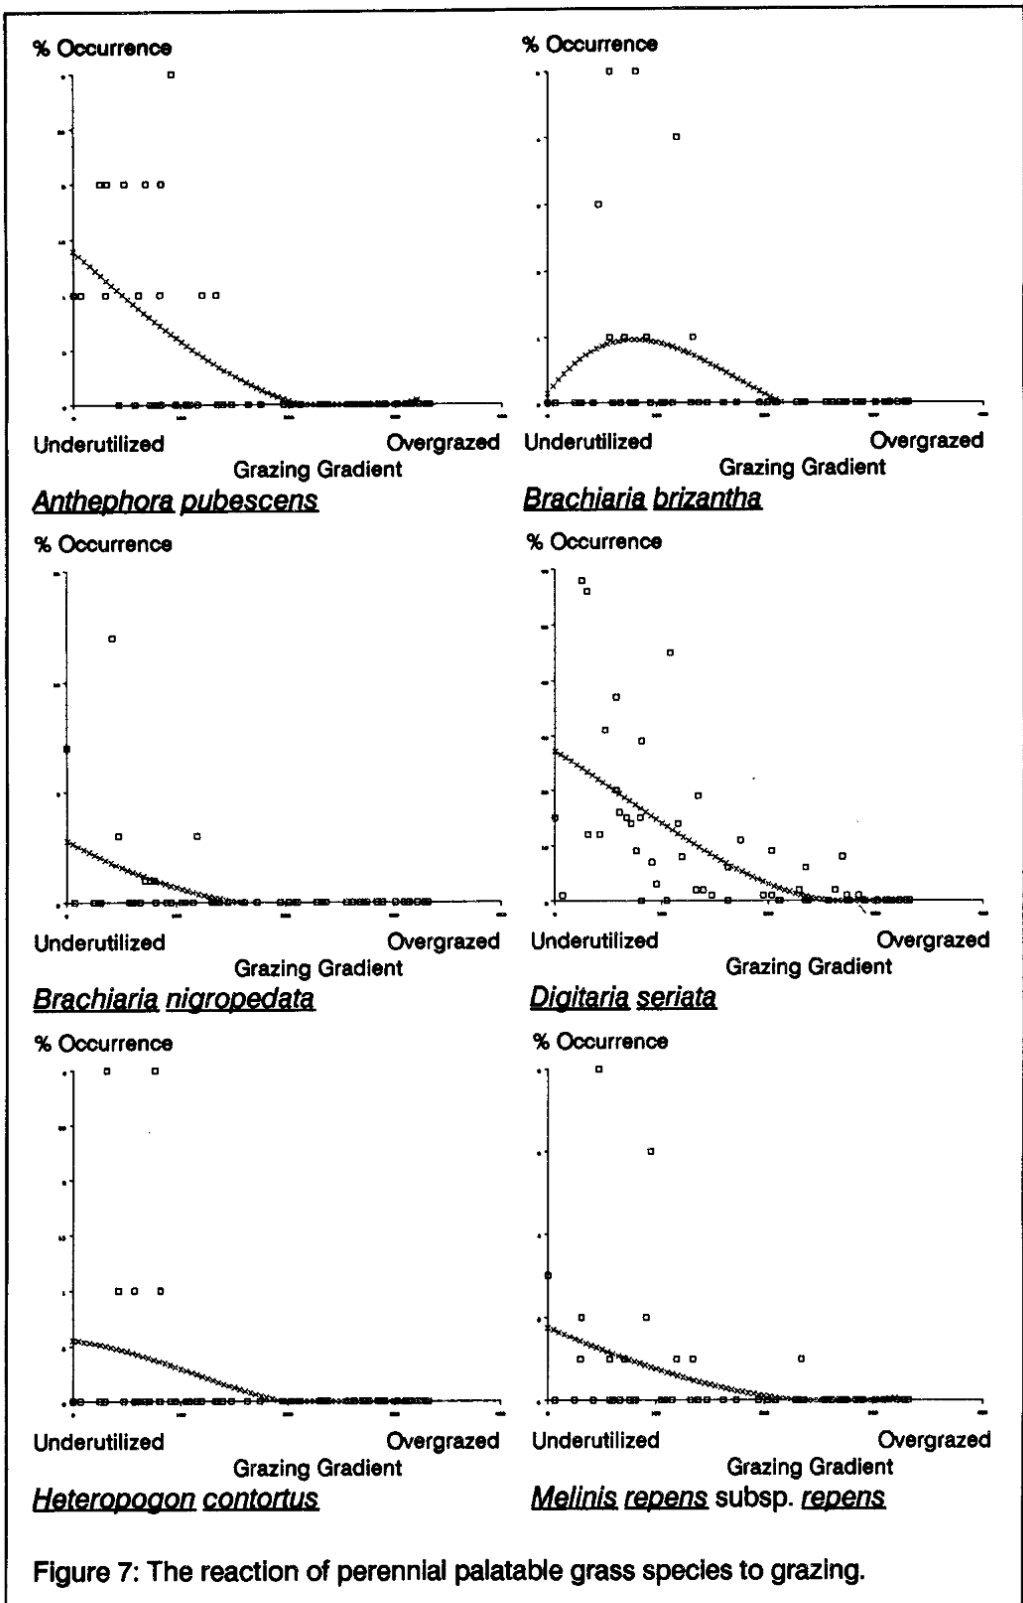 % Occurrence
Underutilized Overgrazed
Grazing Gradient
Anthephora pubescens
% Occurrence
Underutilized Overgrazed
Grazing Gradient
Brachiaria brizantha
% Occurrence
Underutilized Overgrazed
Grazing Gradient
Brachiaria nigropedata
% Occurrence
Underutilized Overgrazed
Grazing Gradient
Digitaria seriata
% Occurrence
Underutilized Overgrazed
Grazing Gradient
Heteropogon contortus
% Occurrence
Underutilized Overgrazed
Grazing Gradient
Melinis repens subsp. repens
Figure 7: The reaction of perennial palatable grass species to grazing.